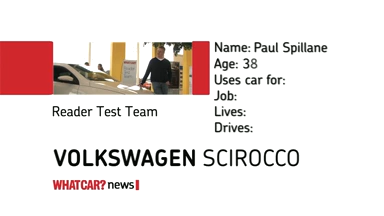 Name: Paul Spillane
Age: 38
Uses car for:
Job:
Lives:
Drives:
Reader Test Team
VOLKSWAGEN SCIROCCO
WHATCAR? news